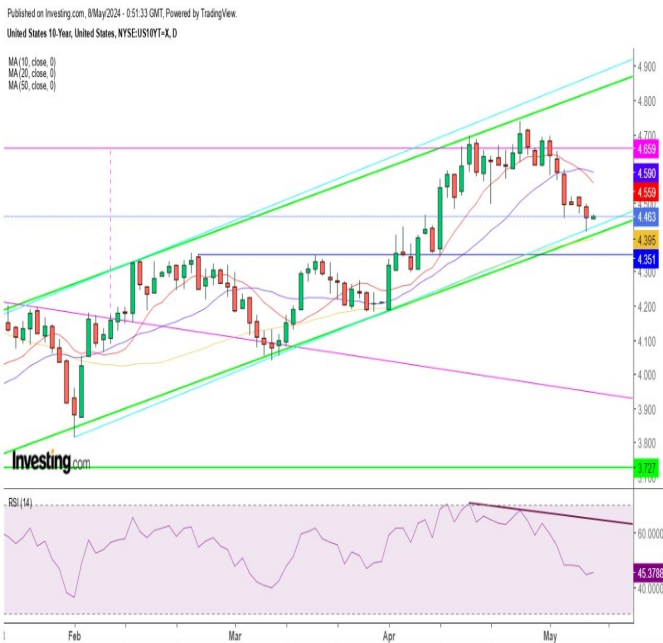 Published on Investing.com, 8/May/2024 - 0:51:33 GMT, Powered by TradingView.
United States 10-Year, United States, NYSE:US10YT=X, D
MA (10, close, 0)
MA (20, close, 0)
MA (50, close, 0)
4.900
4.800
4.700
4.659
4.590
4.559
4.463
4.395
4.351
4.300
4.200
4.100
4.000
3.900
3.800
3.727
Investing.com
RSI (14)
60.0000
45.3788
40.0000
Feb
Mar
Apr
May